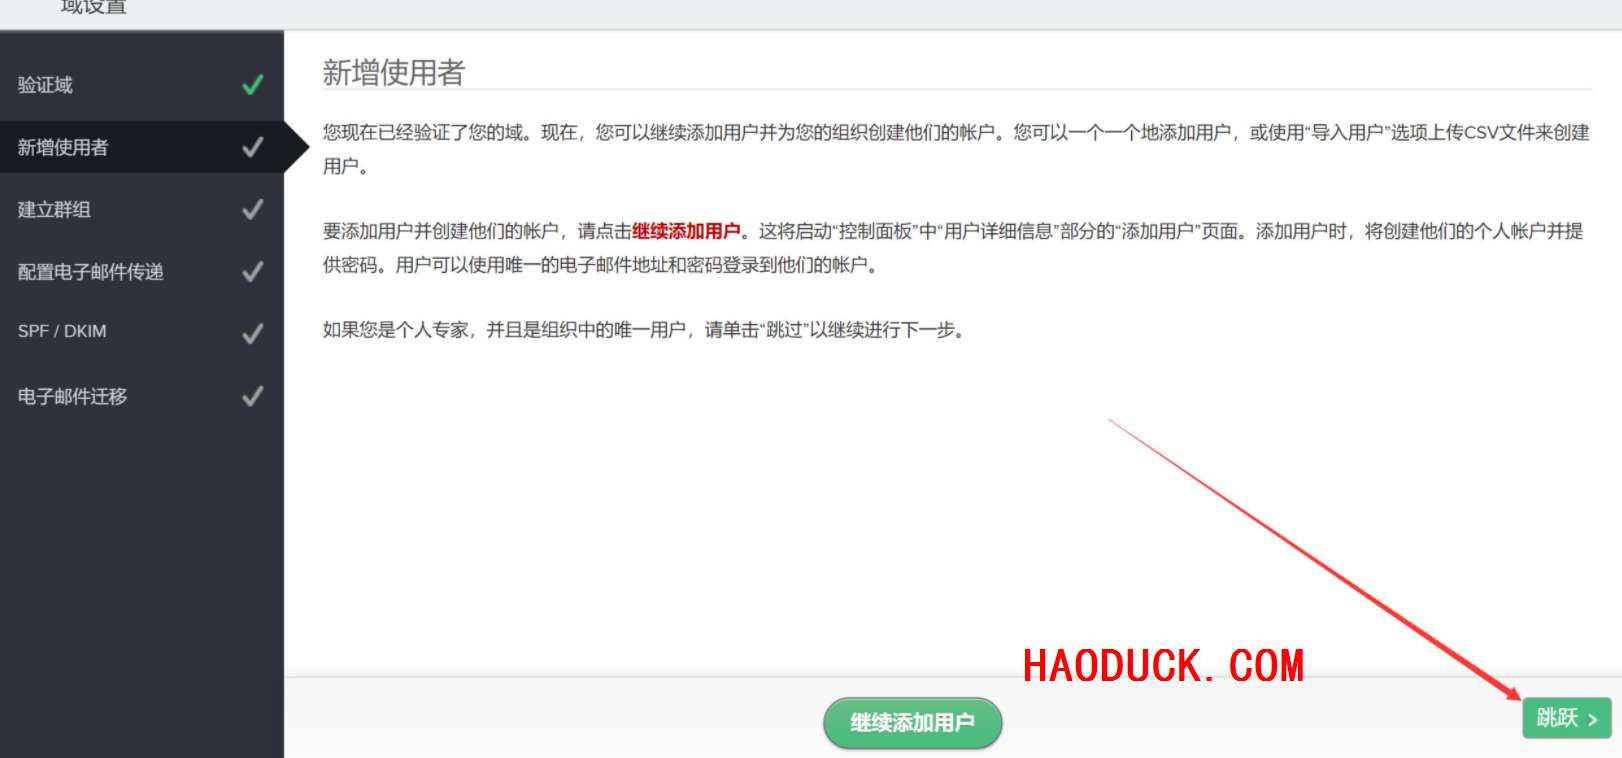 域设置
验证域
新增使用者
建立群组
配置电子邮件传递
SPF / DKIM
电子邮件迁移
新增使用者
您现在已经验证了您的域。现在，您可以继续添加用户并为您的组织创建他们的帐户。您可以一个一个地添加用户，或使用“导入用户”选项上传CSV文件来创建
用户。
要添加用户并创建他们的帐户，请点击继续添加用户。这将启动“控制面板”中“用户详细信息”部分的“添加用户”页面。添加用户时，将创建他们的个人帐户并提
供密码。用户可以使用唯一的电子邮件地址和密码登录到他们的帐户。
如果您是个人专家，并且是组织中的唯一用户，请单击“跳过”以继续进行下一步。
HAODUCK.COM
继续添加用户
跳跃 >